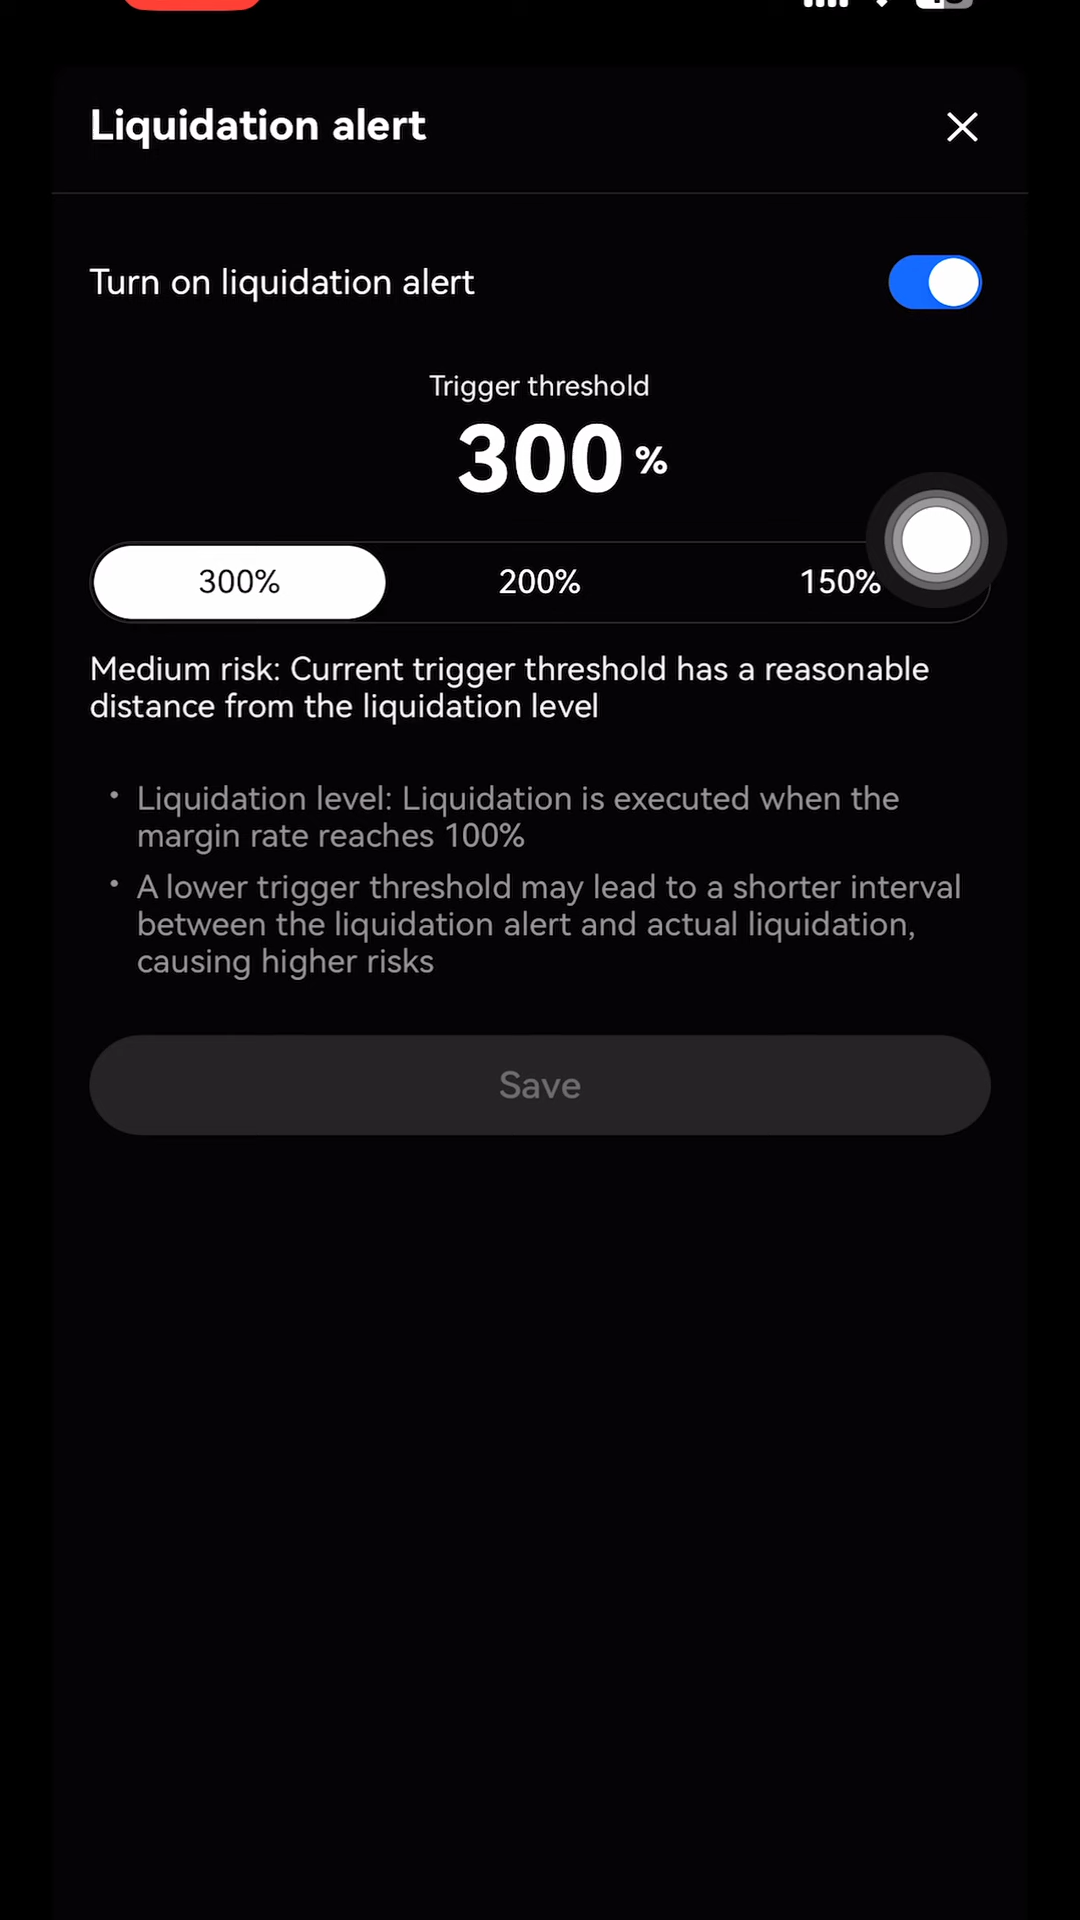 Liquidation alert
Turn on liquidation alert
Trigger threshold
300 %
300%
200%
150%
Medium risk: Current trigger threshold has a reasonable
distance from the liquidation level
• Liquidation level: Liquidation is executed when the
margin rate reaches 100%
• A lower trigger threshold may lead to a shorter interval
between the liquidation alert and actual liquidation,
causing higher risks
Save